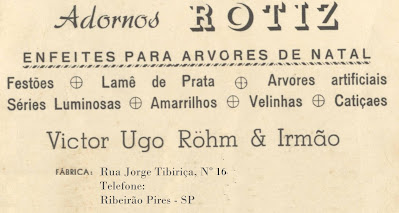 Adornos ROTIZ
ENFEITES PARA ARVORES DE NATAL
Festões ⊕ Lamê de Prata ⊕ Arvores artificiais
Séries Luminosas ⊕ Amarrilhos ⊕ Velinhas ⊕ Catiçaes
Victor Ugo Röhm & Irmão
FÁBRICA: Rua Jorge Tibiriça, Nº 16
Telefone:
Ribeirão Pires - SP